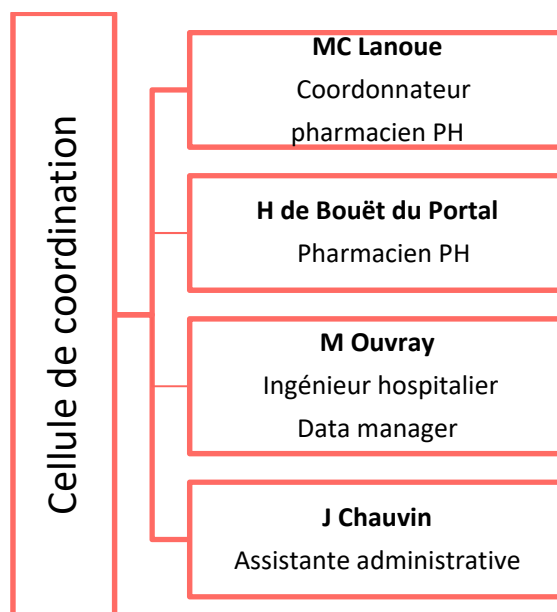 Cellule de coordination
MC Lanoue
Coordonnateur
pharmacien PH
H de Bouët du Portal
Pharmacien PH
M Ouvray
Ingénieur hospitalier
Data manager
J Chauvin
Assistante administrative